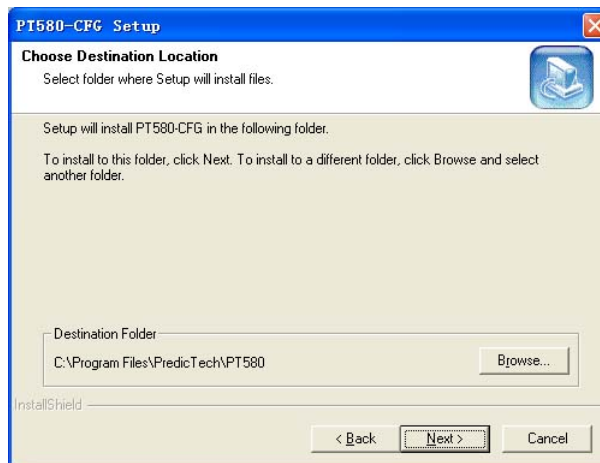 PT580-CFG Setup
Choose Destination Location
Select folder where Setup will install files.
Setup will install PT580-CFG in the following folder.
To install to this folder, click Next. To install to a different folder, click Browse and select
another folder.
Destination Folder
C:\Program Files\PredicTech\PT580
Browse...
InstallShield
< Back
Next >
Cancel